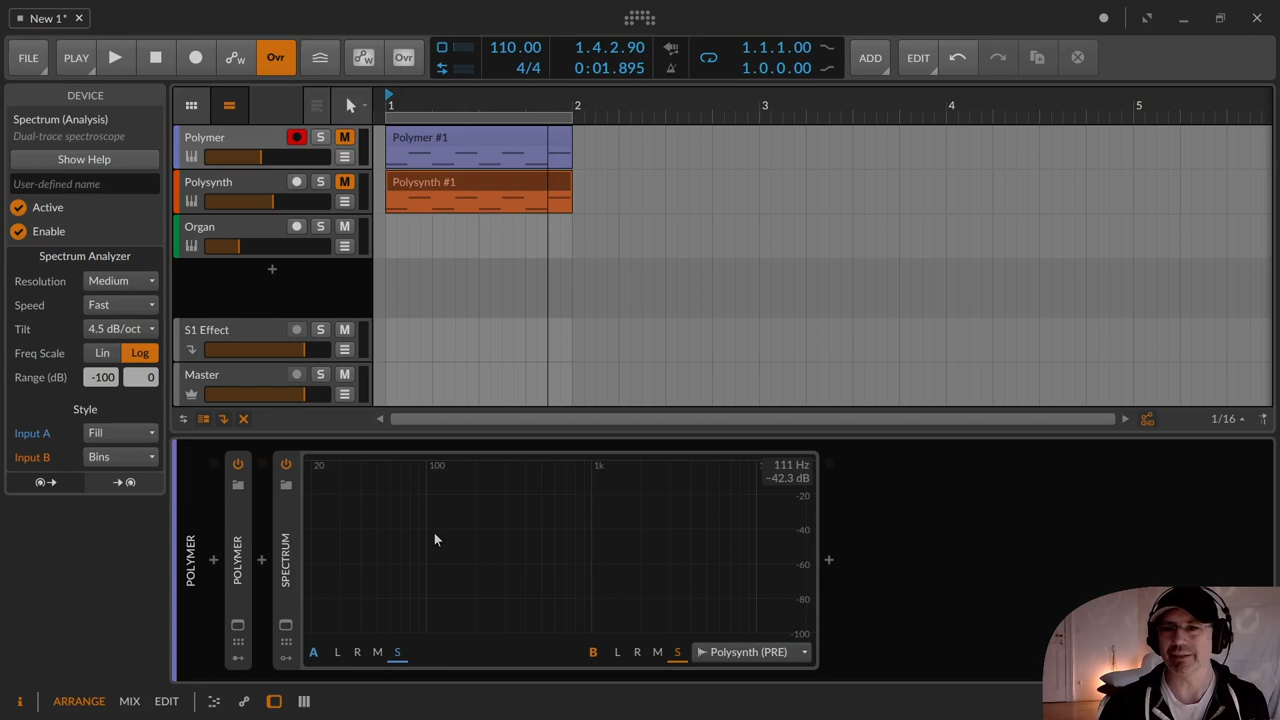 New 1*
FILE
PLAY
Ovr
Ovr
110.00
4/4
1.4.2.90
0:01.895
1.1.1.00
1.0.0.00
ADD
EDIT
DEVICE
Spectrum (Analysis)
Dual-trace spectroscope
Show Help
User-defined name
Active
Enable
Spectrum Analyzer
Resolution Medium
Speed Fast
Tilt 4.5 dB/oct
Freq Scale Lin Log
Range (dB) -100 0
Style
Input A Fill
Input B Bins
1 2 3 4 5
Polymer S M
Polymer #1
Polysynth S M
Polysynth #1
Organ S M
S1 Effect S M
Master S M
1/16
POLYMER
POLYMER
SPECTRUM
20 100 1k 1
111 Hz
−42.3 dB
-20
-40
-60
-80
-100
A L R M S
B L R M S Polysynth (PRE)
i ARRANGE MIX EDIT